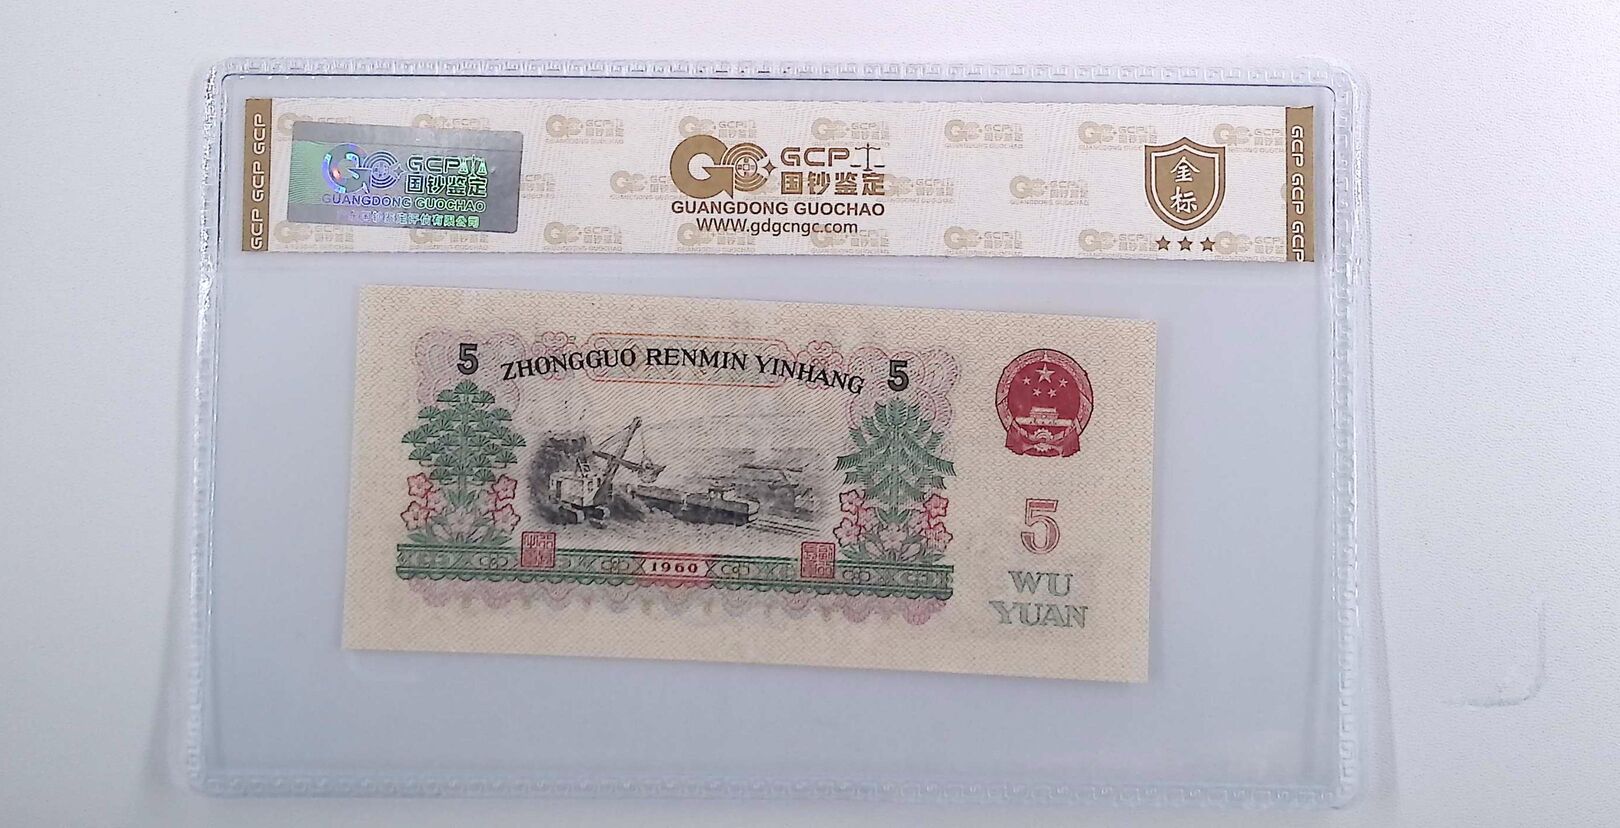 GCP GCP GCP
GCP
国钞鉴定
GUANGDONG GUOCHAO
GCP
国钞鉴定
GUANGDONG GUOCHAO
www.gdgcngc.com
金
标
GCP GCP GCP
5
ZHONGGUO RENMIN YINHANG
5
1960
5
WU
YUAN